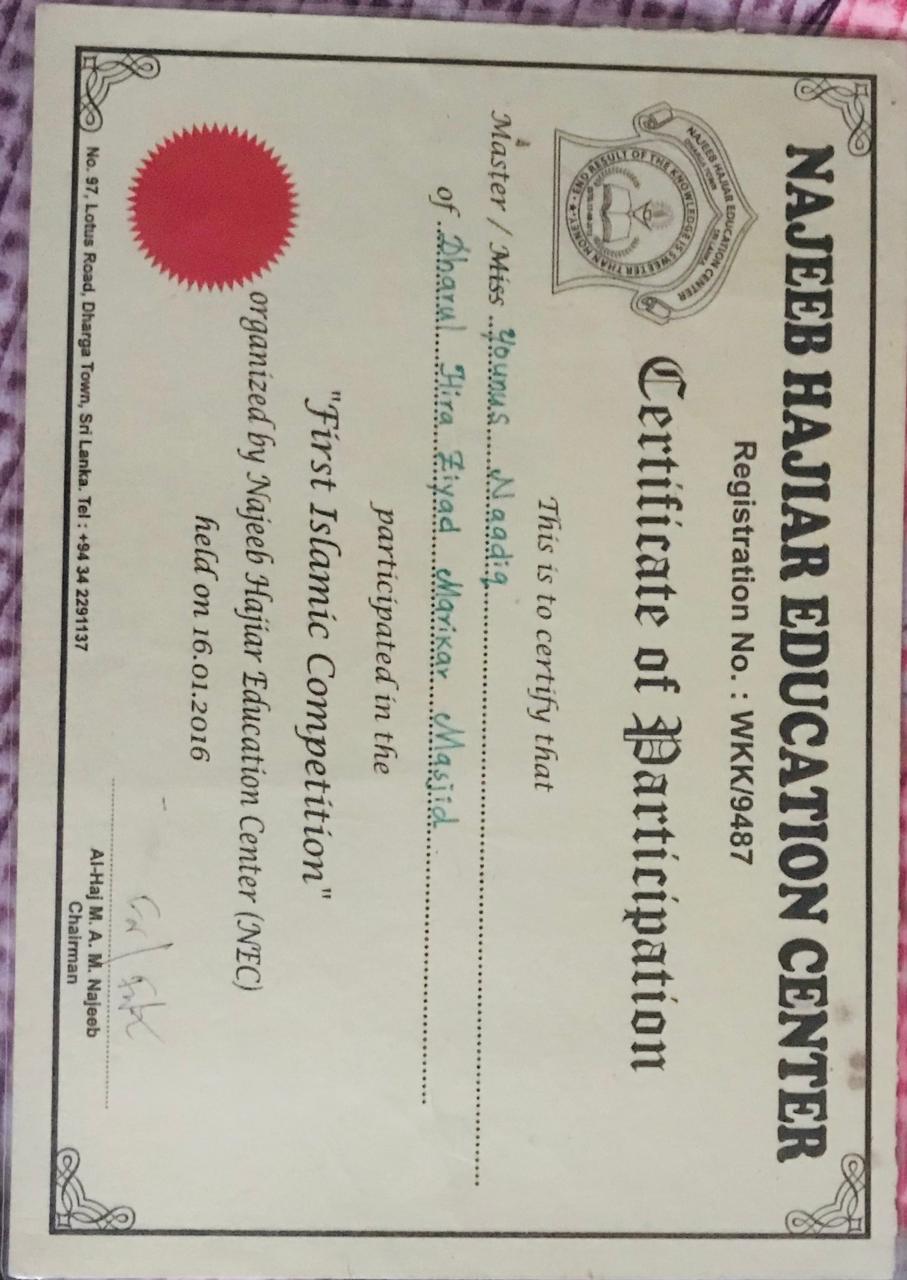 NAJEEB HAJIAR EDUCATION CENTER
Registration No. : WKK/9487
NAJEEB HAJIAR EDUCATION CENTER
DHARGA TOWN SRI LANKA
END RESULT OF THE KNOWLEDGE IS SWEETER THAN HONEY
Certificate of Participation
This is to certify that
Master / Miss Younus Naadiq
of Dharul Hira Ziyad Marikar Masjid
participated in the
"First Islamic Competition"
organized by Najeeb Hajiar Education Center (NEC)
held on 16.01.2016
Al-Haj M. A. M. Najeeb
Chairman
No. 97, Lotus Road, Dharga Town, Sri Lanka. Tel : +94 34 2291137